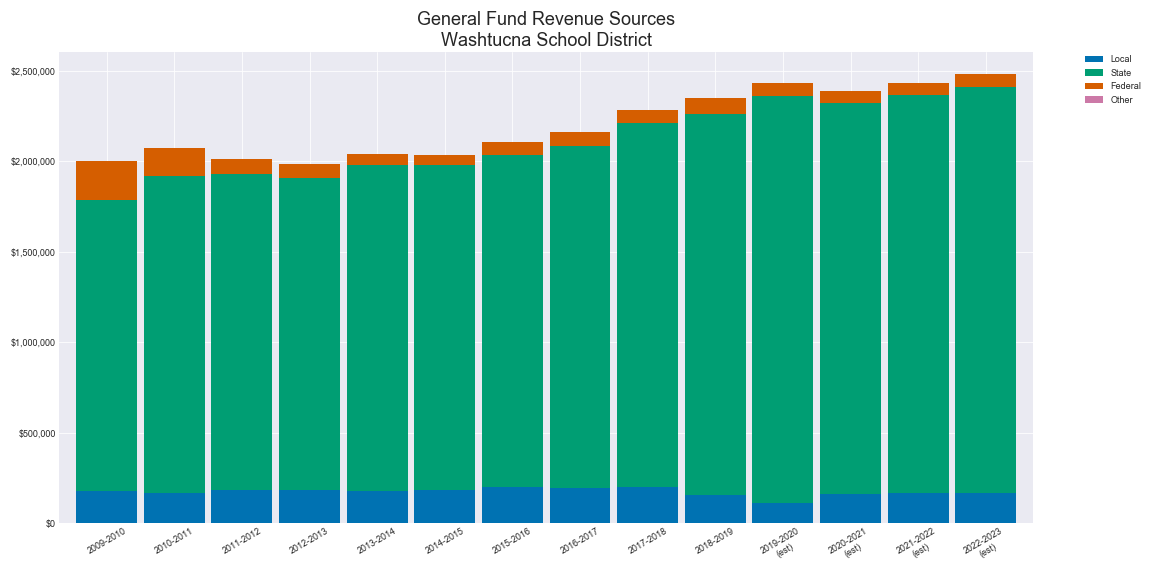 General Fund Revenue Sources
Washtucna School District
Local
State
Federal
Other
$2,500,000
$2,000,000
$1,500,000
$1,000,000
$500,000
$0
2009-2010
2010-2011
2011-2012
2012-2013
2013-2014
2014-2015
2015-2016
2016-2017
2017-2018
2018-2019
2019-2020
(est)
2020-2021
(est)
2021-2022
(est)
2022-2023
(est)